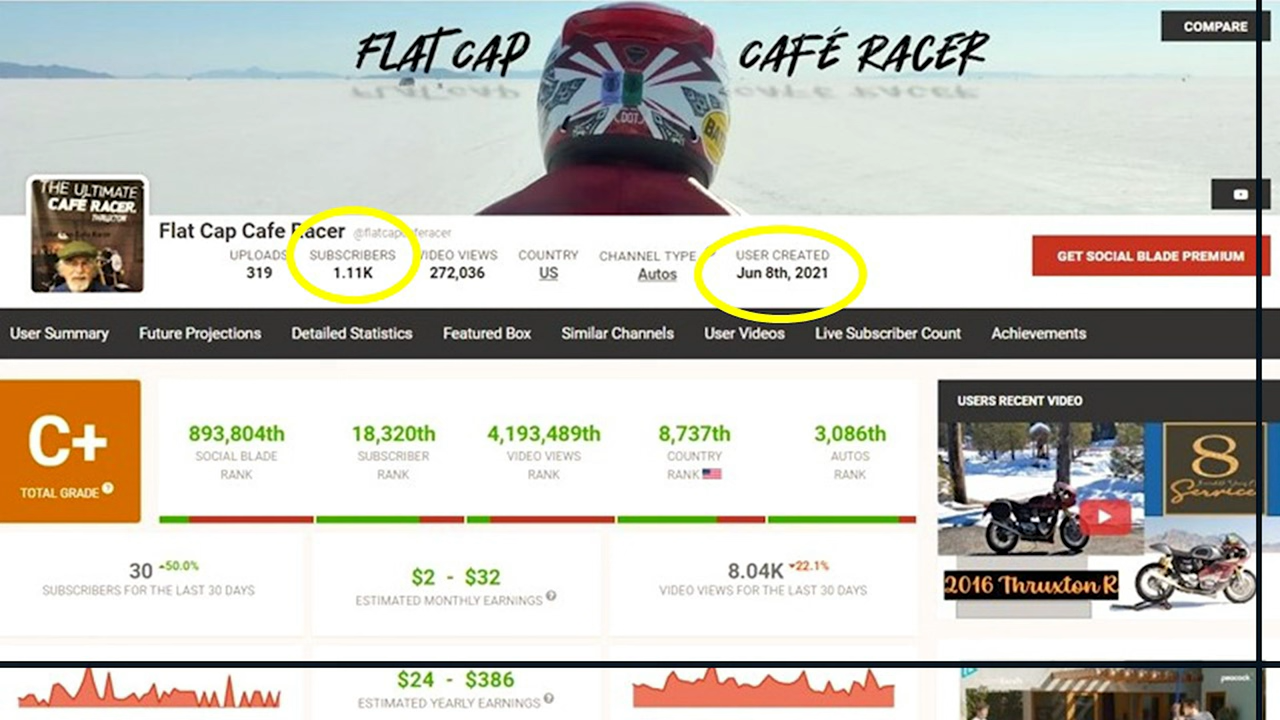 FLAT CAP CAFÉ RACER
COMPARE
DOT
THE ULTIMATE
CAFÉ RACER.
THRUXTON
Flat Cap Cafe Racer
UPLOADS SUBSCRIBERS VIDEO VIEWS COUNTRY CHANNEL TYPE USER CREATED
319 1.11K 272,036 US Autos Jun 8th, 2021
GET SOCIAL BLADE PREMIUM
User Summary Future Projections Detailed Statistics Featured Box Similar Channels User Videos Live Subscriber Count Achievements
C+
TOTAL GRADE ?
893,804th 18,320th 4,193,489th 8,737th 3,086th
SOCIAL BLADE SUBSCRIBER VIDEO VIEWS COUNTRY AUTOS
RANK RANK RANK RANK RANK
USERS RECENT VIDEO
8
Service
2016 Thruxton R
30 50.0%
SUBSCRIBERS FOR THE LAST 30 DAYS
$2 - $32
ESTIMATED MONTHLY EARNINGS ?
8.04K 22.1%
VIDEO VIEWS FOR THE LAST 30 DAYS
$24 - $386
ESTIMATED YEARLY EARNINGS ?
peacock